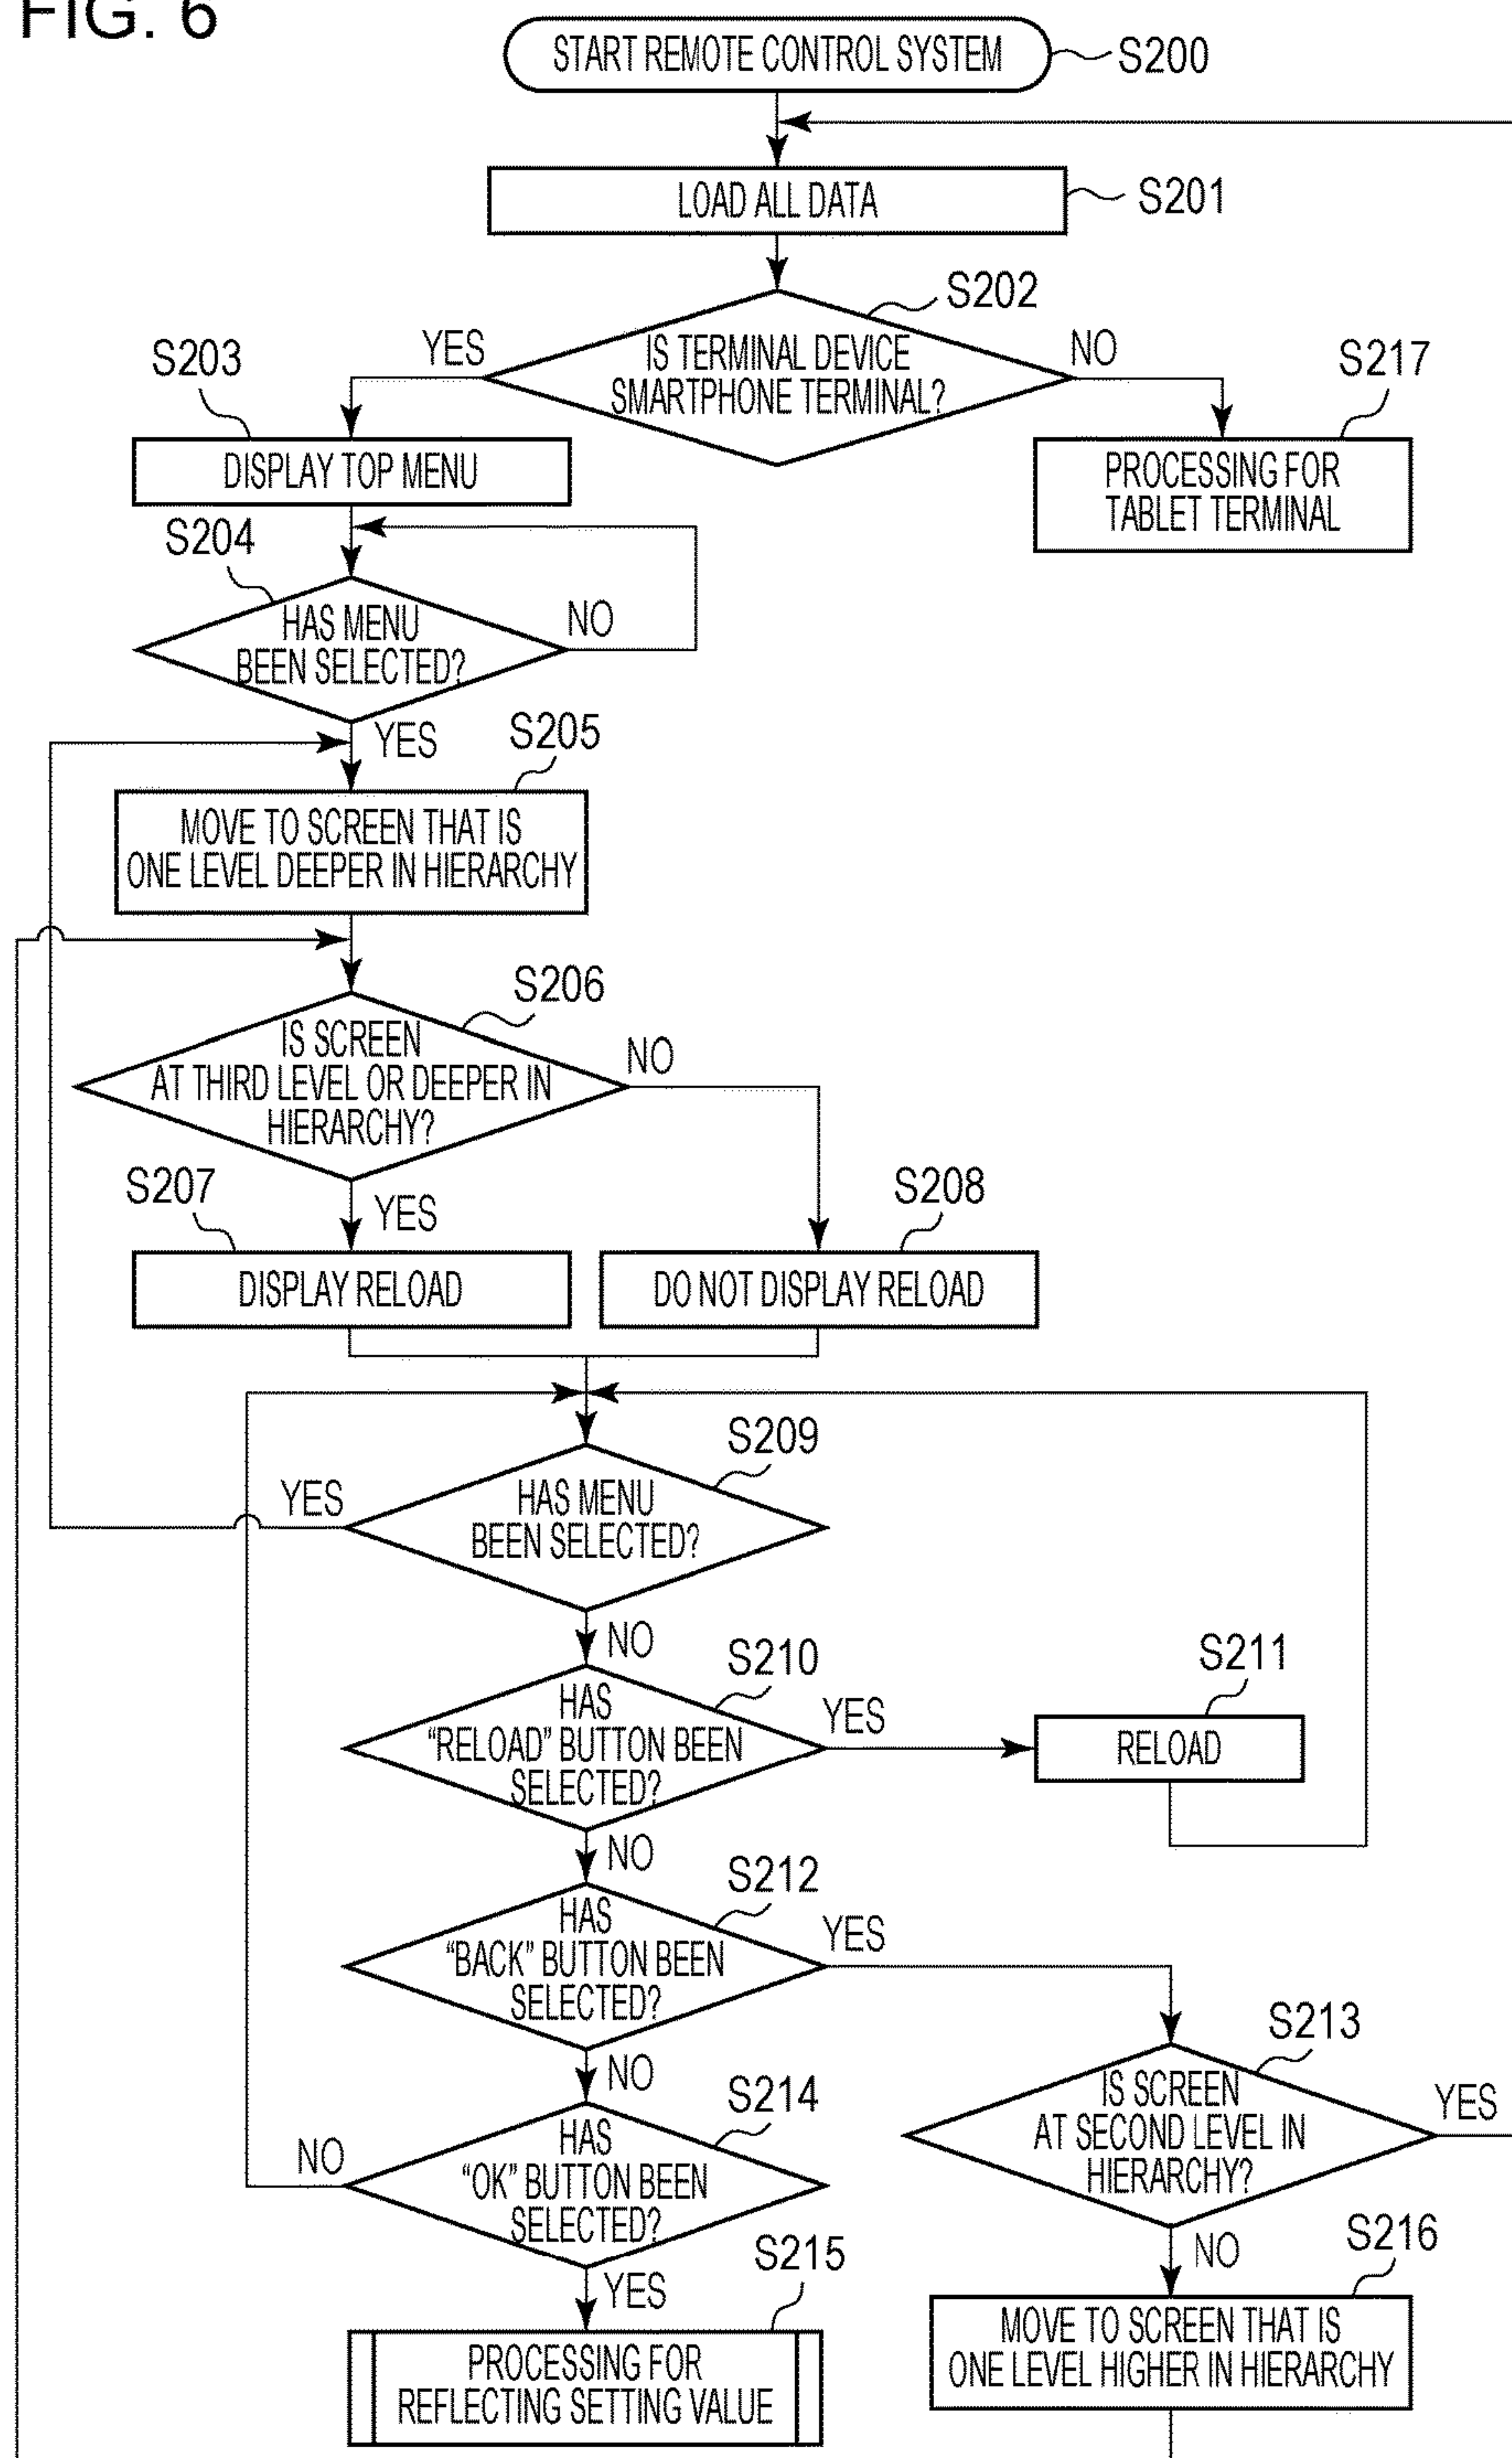 FIG. 6
START REMOTE CONTROL SYSTEM
S200
LOAD ALL DATA
S201
S202
IS TERMINAL DEVICE
SMARTPHONE TERMINAL?
YES
NO
S203
DISPLAY TOP MENU
S217
PROCESSING FOR
TABLET TERMINAL
S204
HAS MENU
BEEN SELECTED?
NO
YES
S205
MOVE TO SCREEN THAT IS
ONE LEVEL DEEPER IN HIERARCHY
S206
IS SCREEN
AT THIRD LEVEL OR DEEPER IN
HIERARCHY?
NO
YES
S207
DISPLAY RELOAD
S208
DO NOT DISPLAY RELOAD
S209
HAS MENU
BEEN SELECTED?
YES
NO
S210
HAS
“RELOAD” BUTTON BEEN
SELECTED?
YES
S211
RELOAD
NO
S212
HAS
“BACK” BUTTON BEEN
SELECTED?
YES
NO
S213
IS SCREEN
AT SECOND LEVEL IN
HIERARCHY?
YES
S214
HAS
“OK” BUTTON BEEN
SELECTED?
NO
YES
NO
S215
PROCESSING FOR
REFLECTING SETTING VALUE
S216
MOVE TO SCREEN THAT IS
ONE LEVEL HIGHER IN HIERARCHY